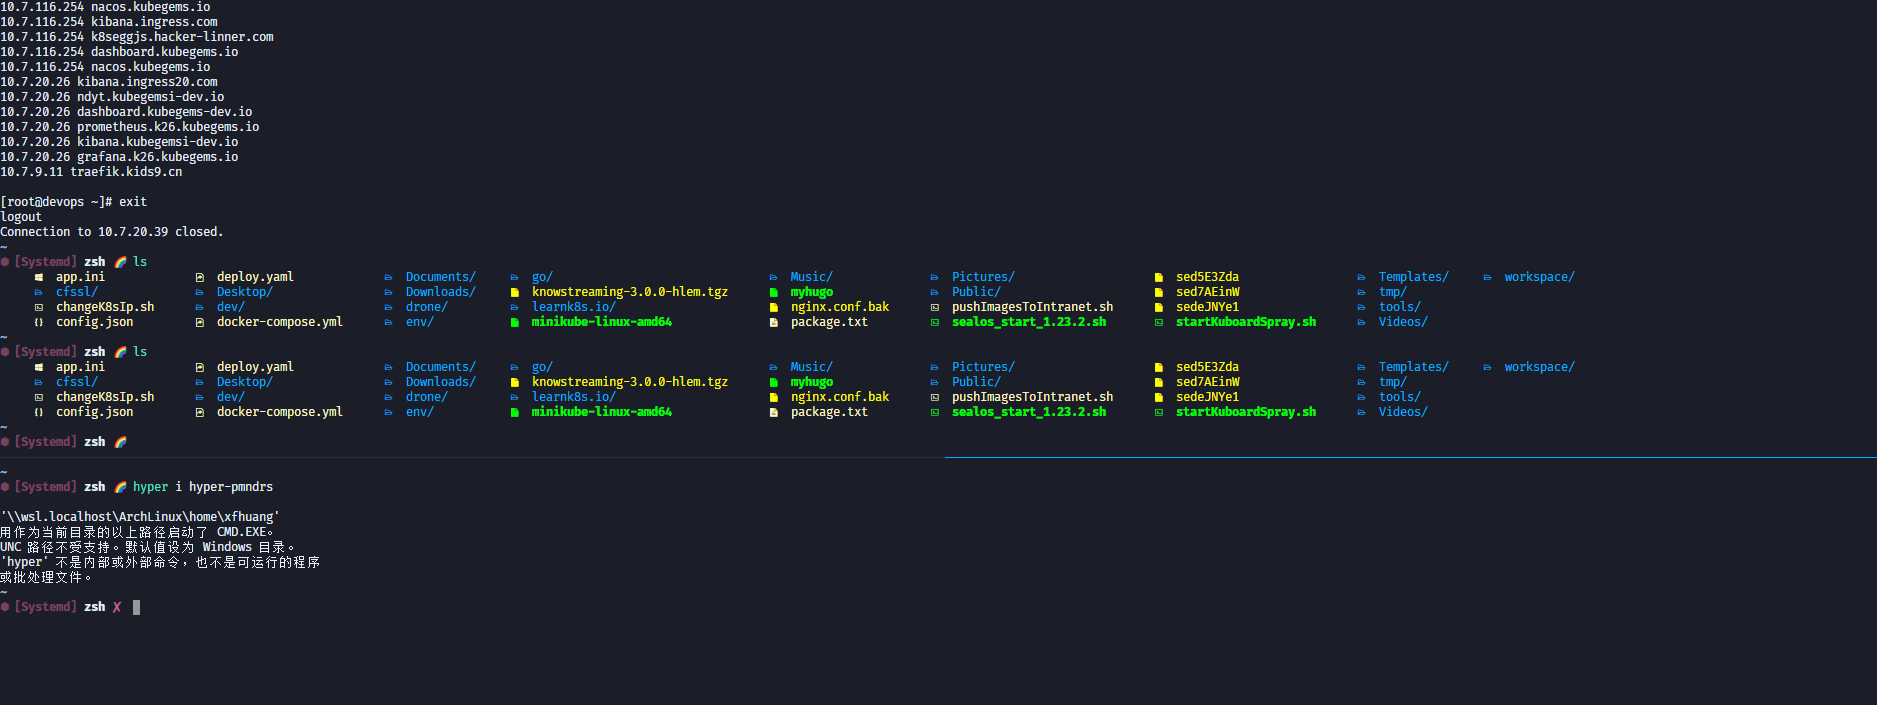 10.7.116.254 nacos.kubegems.io
10.7.116.254 kibana.ingress.com
10.7.116.254 k8seggjs.hacker-linner.com
10.7.116.254 dashboard.kubegems.io
10.7.116.254 nacos.kubegems.io
10.7.20.26 kibana.ingress20.com
10.7.20.26 ndyt.kubegemsi-dev.io
10.7.20.26 dashboard.kubegems-dev.io
10.7.20.26 prometheus.k26.kubegems.io
10.7.20.26 kibana.kubegemsi-dev.io
10.7.20.26 grafana.k26.kubegems.io
10.7.9.11 traefik.kids9.cn
[root@devops ~]# exit
logout
Connection to 10.7.20.39 closed.
~
[Systemd] zsh 🌈 ls
app.ini deploy.yaml Documents/ go/ Music/ Pictures/ sed5E3Zda Templates/ workspace/
cfssl/ Desktop/ Downloads/ knowstreaming-3.0.0-hlem.tgz myhugo Public/ sed7AEinW tmp/
changeK8sIp.sh dev/ drone/ learnk8s.io/ nginx.conf.bak pushImagesToIntranet.sh sedeJNYe1 tools/
config.json docker-compose.yml env/ minikube-linux-amd64 package.txt sealos_start_1.23.2.sh startKuboardSpray.sh Videos/
~
[Systemd] zsh 🌈 ls
app.ini deploy.yaml Documents/ go/ Music/ Pictures/ sed5E3Zda Templates/ workspace/
cfssl/ Desktop/ Downloads/ knowstreaming-3.0.0-hlem.tgz myhugo Public/ sed7AEinW tmp/
changeK8sIp.sh dev/ drone/ learnk8s.io/ nginx.conf.bak pushImagesToIntranet.sh sedeJNYe1 tools/
config.json docker-compose.yml env/ minikube-linux-amd64 package.txt sealos_start_1.23.2.sh startKuboardSpray.sh Videos/
~
[Systemd] zsh 🌈
~
[Systemd] zsh 🌈 hyper i hyper-pmndrs
'\\wsl.localhost\ArchLinux\home\xfhuang'
用作为当前目录的以上路径启动了 CMD.EXE。
UNC 路径不受支持。默认值设为 Windows 目录。
'hyper' 不是内部或外部命令，也不是可运行的程序
或批处理文件。
~
[Systemd] zsh ✗